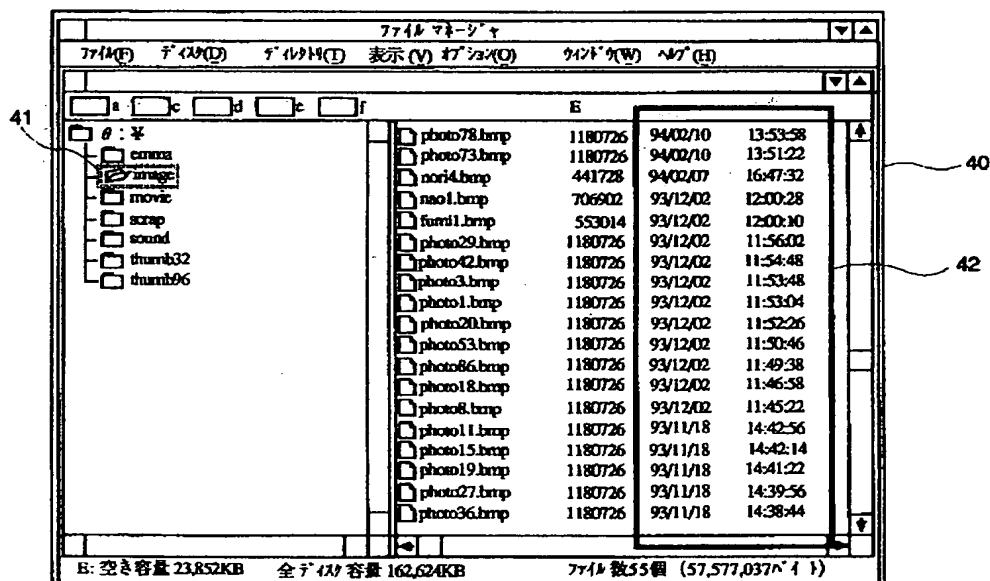 ファイル マネージャ
ファイル(F) ディスク(D) ディレクトリ(T) 表示(V) オプション(O) ウィンドウ(W) ヘルプ(H)
a c d e f E
e:¥
emma
image
movie
scrap
sound
thumb32
thumb96
photo78.bmp 1180726 94/02/10 13:53:58
photo73.bmp 1180726 94/02/10 13:51:22
nori4.bmp 441728 94/02/07 16:47:32
nao1.bmp 706902 93/12/02 12:00:28
fumi1.bmp 553014 93/12/02 12:00:10
photo29.bmp 1180726 93/12/02 11:56:02
photo42.bmp 1180726 93/12/02 11:54:48
photo3.bmp 1180726 93/12/02 11:53:48
photo1.bmp 1180726 93/12/02 11:53:04
photo20.bmp 1180726 93/12/02 11:52:26
photo53.bmp 1180726 93/12/02 11:50:46
photo86.bmp 1180726 93/12/02 11:49:38
photo18.bmp 1180726 93/12/02 11:46:58
photo8.bmp 1180726 93/12/02 11:45:22
photo11.bmp 1180726 93/11/18 14:42:56
photo15.bmp 1180726 93/11/18 14:42:14
photo19.bmp 1180726 93/11/18 14:41:22
photo27.bmp 1180726 93/11/18 14:39:56
photo36.bmp 1180726 93/11/18 14:38:44
E: 空き容量 23,852KB 全ディスク容量 162,624KB ファイル数55個 (57,577,037バイト)
41
40
42